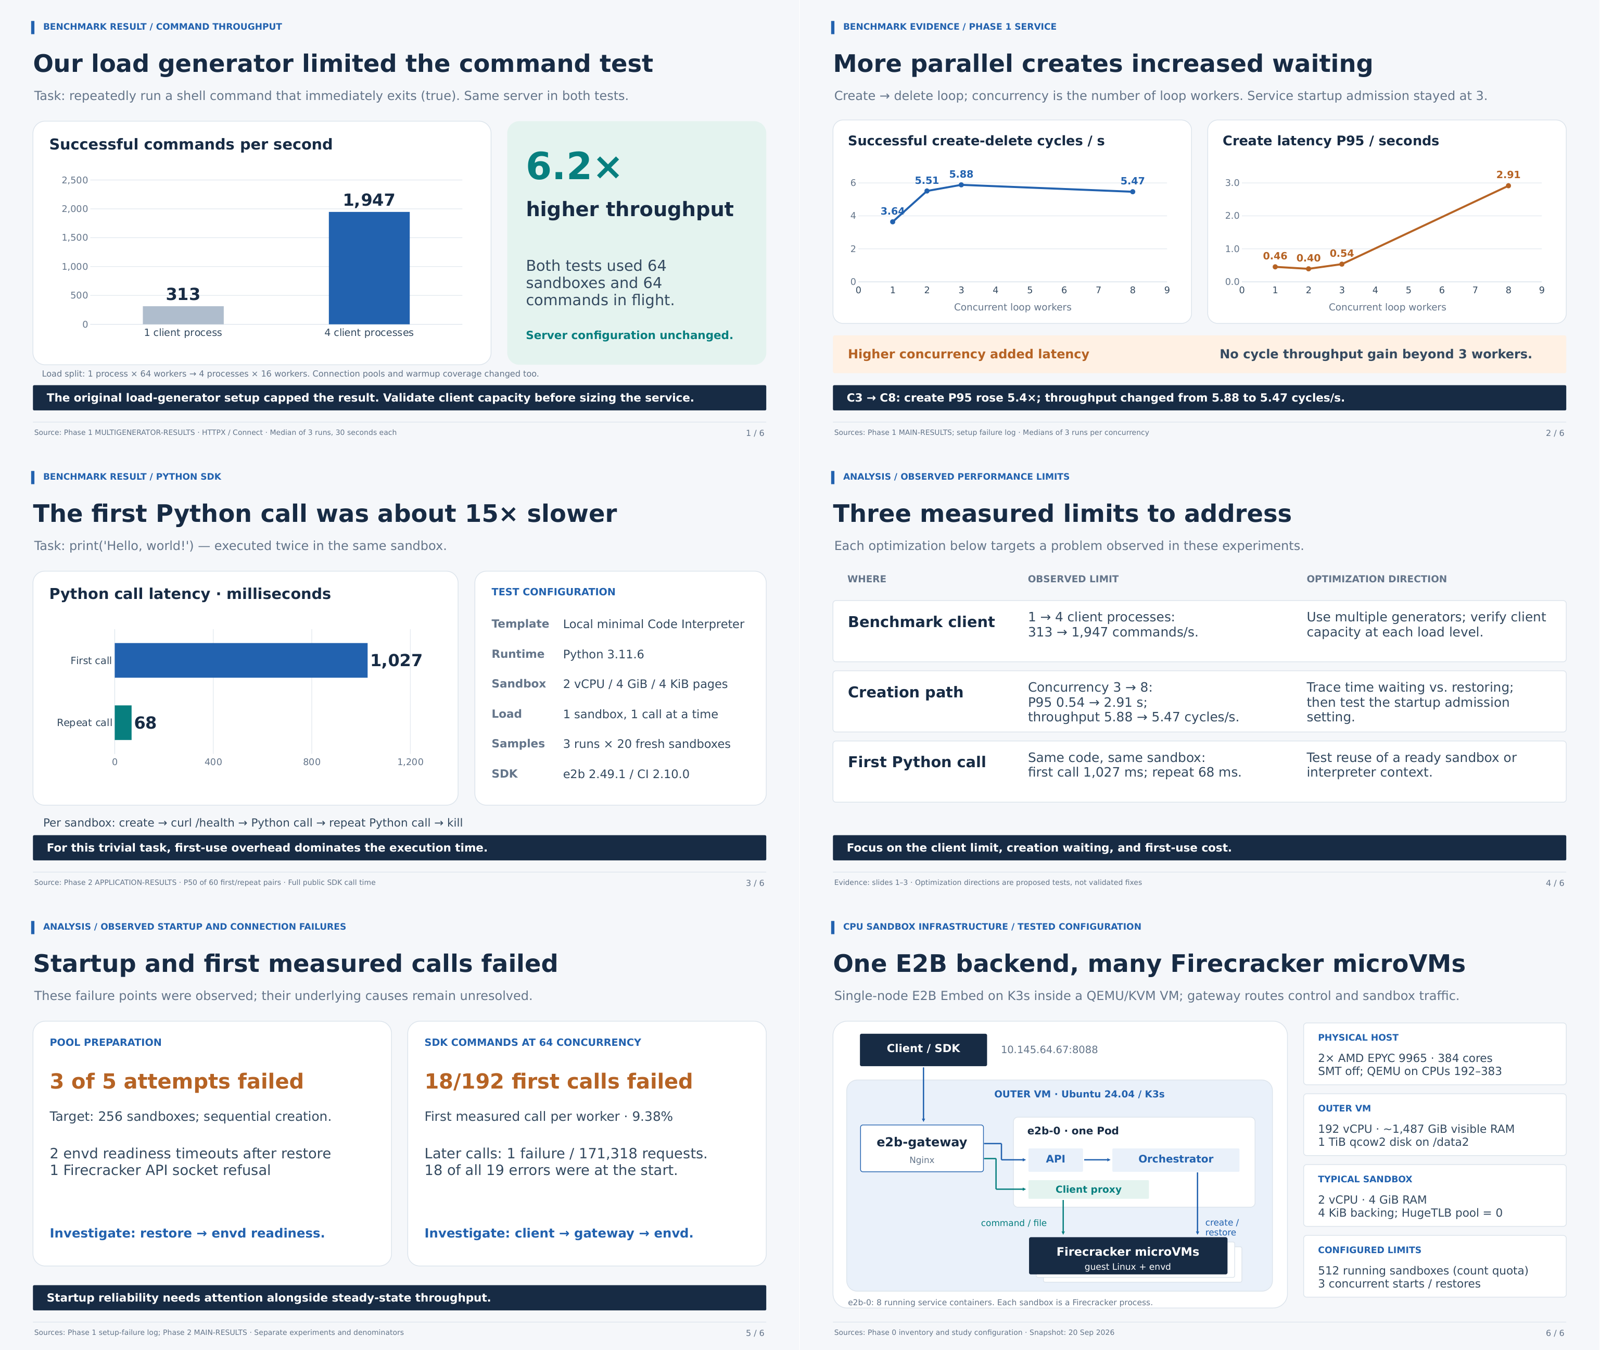 BENCHMARK RESULT / COMMAND THROUGHPUT
Our load generator limited the command test
Task: repeatedly run a shell command that immediately exits (true). Same server in both tests.
Successful commands per second
2,500
2,000
1,500
1,000
500
0
313
1,947
1 client process
4 client processes
6.2×
higher throughput
Both tests used 64
sandboxes and 64
commands in flight.
Server configuration unchanged.
Load split: 1 process × 64 workers → 4 processes × 16 workers. Connection pools and warmup coverage changed too.
The original load-generator setup capped the result. Validate client capacity before sizing the service.
Source: Phase 1 MULTIGENERATOR-RESULTS · HTTPX / Connect · Median of 3 runs, 30 seconds each
1 / 6
BENCHMARK EVIDENCE / PHASE 1 SERVICE
More parallel creates increased waiting
Create → delete loop; concurrency is the number of loop workers. Service startup admission stayed at 3.
Successful create-delete cycles / s
6
4
2
0
3.64
5.51
5.88
5.47
0 1 2 3 4 5 6 7 8 9
Concurrent loop workers
Create latency P95 / seconds
3.0
2.0
1.0
0.0
0.46
0.40
0.54
2.91
0 1 2 3 4 5 6 7 8 9
Concurrent loop workers
Higher concurrency added latency
No cycle throughput gain beyond 3 workers.
C3 → C8: create P95 rose 5.4×; throughput changed from 5.88 to 5.47 cycles/s.
Sources: Phase 1 MAIN-RESULTS; setup failure log · Medians of 3 runs per concurrency
2 / 6
BENCHMARK RESULT / PYTHON SDK
The first Python call was about 15× slower
Task: print('Hello, world!') — executed twice in the same sandbox.
Python call latency · milliseconds
First call
1,027
Repeat call
68
0 400 800 1,200
TEST CONFIGURATION
Template Local minimal Code Interpreter
Runtime Python 3.11.6
Sandbox 2 vCPU / 4 GiB / 4 KiB pages
Load 1 sandbox, 1 call at a time
Samples 3 runs × 20 fresh sandboxes
SDK e2b 2.49.1 / CI 2.10.0
Per sandbox: create → curl /health → Python call → repeat Python call → kill
For this trivial task, first-use overhead dominates the execution time.
Source: Phase 2 APPLICATION-RESULTS · P50 of 60 first/repeat pairs · Full public SDK call time
3 / 6
ANALYSIS / OBSERVED PERFORMANCE LIMITS
Three measured limits to address
Each optimization below targets a problem observed in these experiments.
WHERE
OBSERVED LIMIT
OPTIMIZATION DIRECTION
Benchmark client
1 → 4 client processes:
313 → 1,947 commands/s.
Use multiple generators; verify client
capacity at each load level.
Creation path
Concurrency 3 → 8:
P95 0.54 → 2.91 s;
throughput 5.88 → 5.47 cycles/s.
Trace time waiting vs. restoring;
then test the startup admission
setting.
First Python call
Same code, same sandbox:
first call 1,027 ms; repeat 68 ms.
Test reuse of a ready sandbox or
interpreter context.
Focus on the client limit, creation waiting, and first-use cost.
Evidence: slides 1–3 · Optimization directions are proposed tests, not validated fixes
4 / 6
ANALYSIS / OBSERVED STARTUP AND CONNECTION FAILURES
Startup and first measured calls failed
These failure points were observed; their underlying causes remain unresolved.
POOL PREPARATION
3 of 5 attempts failed
Target: 256 sandboxes; sequential creation.
2 envd readiness timeouts after restore
1 Firecracker API socket refusal
Investigate: restore → envd readiness.
SDK COMMANDS AT 64 CONCURRENCY
18/192 first calls failed
First measured call per worker · 9.38%
Later calls: 1 failure / 171,318 requests.
18 of all 19 errors were at the start.
Investigate: client → gateway → envd.
Startup reliability needs attention alongside steady-state throughput.
Sources: Phase 1 setup-failure log; Phase 2 MAIN-RESULTS · Separate experiments and denominators
5 / 6
CPU SANDBOX INFRASTRUCTURE / TESTED CONFIGURATION
One E2B backend, many Firecracker microVMs
Single-node E2B Embed on K3s inside a QEMU/KVM VM; gateway routes control and sandbox traffic.
Client / SDK
10.145.64.67:8088
OUTER VM · Ubuntu 24.04 / K3s
e2b-gateway
Nginx
e2b-0 · one Pod
API
Orchestrator
Client proxy
command / file
create /
restore
Firecracker microVMs
guest Linux + envd
e2b-0: 8 running service containers. Each sandbox is a Firecracker process.
PHYSICAL HOST
2× AMD EPYC 9965 · 384 cores
SMT off; QEMU on CPUs 192–383
OUTER VM
192 vCPU · ~1,487 GiB visible RAM
1 TiB qcow2 disk on /data2
TYPICAL SANDBOX
2 vCPU · 4 GiB RAM
4 KiB backing; HugeTLB pool = 0
CONFIGURED LIMITS
512 running sandboxes (count quota)
3 concurrent starts / restores
Sources: Phase 0 inventory and study configuration · Snapshot: 20 Sep 2026
6 / 6